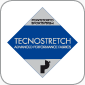 TECNOSTRETCH
ADVANCED PERFORMANCE FABRICS